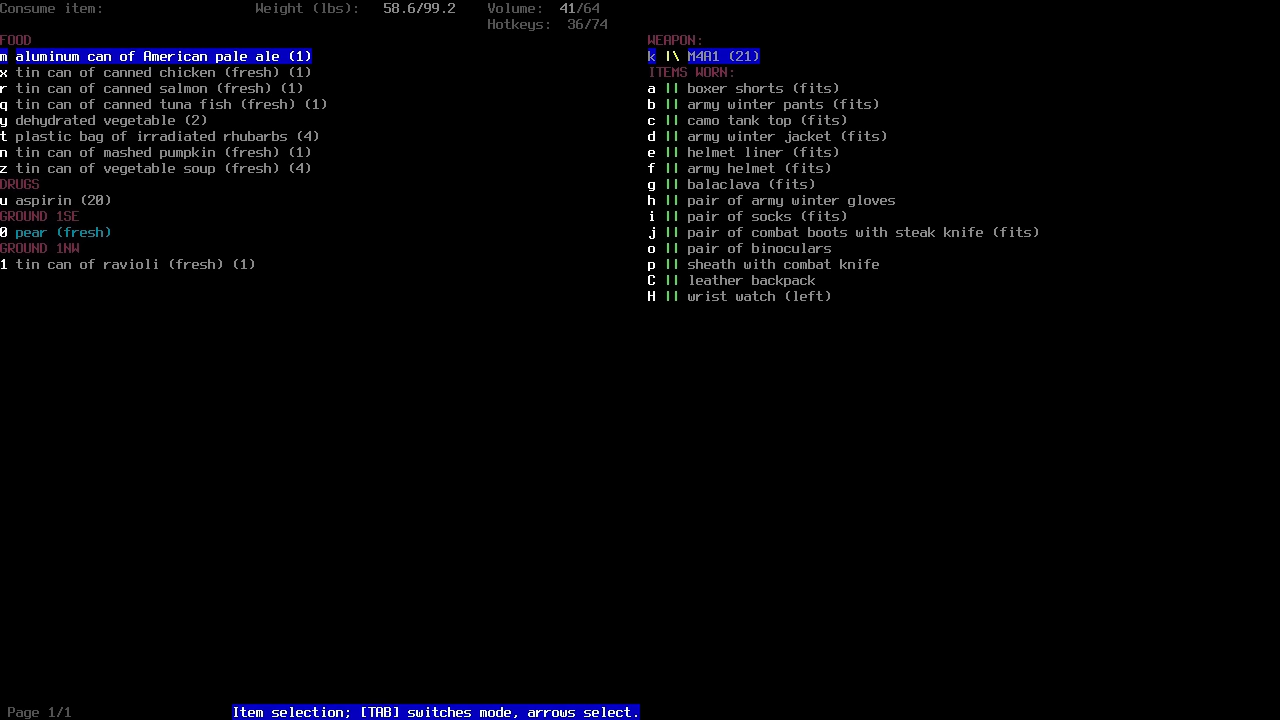 Consume item: Weight (lbs): 58.6/99.2 Volume: 41/64
Hotkeys: 36/74
FOOD
m aluminum can of American pale ale (1)
x tin can of canned chicken (fresh) (1)
r tin can of canned salmon (fresh) (1)
q tin can of canned tuna fish (fresh) (1)
y dehydrated vegetable (2)
t plastic bag of irradiated rhubarbs (4)
n tin can of mashed pumpkin (fresh) (1)
z tin can of vegetable soup (fresh) (4)
DRUGS
u aspirin (20)
GROUND 1SE
0 pear (fresh)
GROUND 1NW
1 tin can of ravioli (fresh) (1)
WEAPON:
k |\ M4A1 (21)
ITEMS WORN:
a || boxer shorts (fits)
b || army winter pants (fits)
c || camo tank top (fits)
d || army winter jacket (fits)
e || helmet liner (fits)
f || army helmet (fits)
g || balaclava (fits)
h || pair of army winter gloves
i || pair of socks (fits)
j || pair of combat boots with steak knife (fits)
o || pair of binoculars
p || sheath with combat knife
C || leather backpack
H || wrist watch (left)
Page 1/1 Item selection; [TAB] switches mode, arrows select.